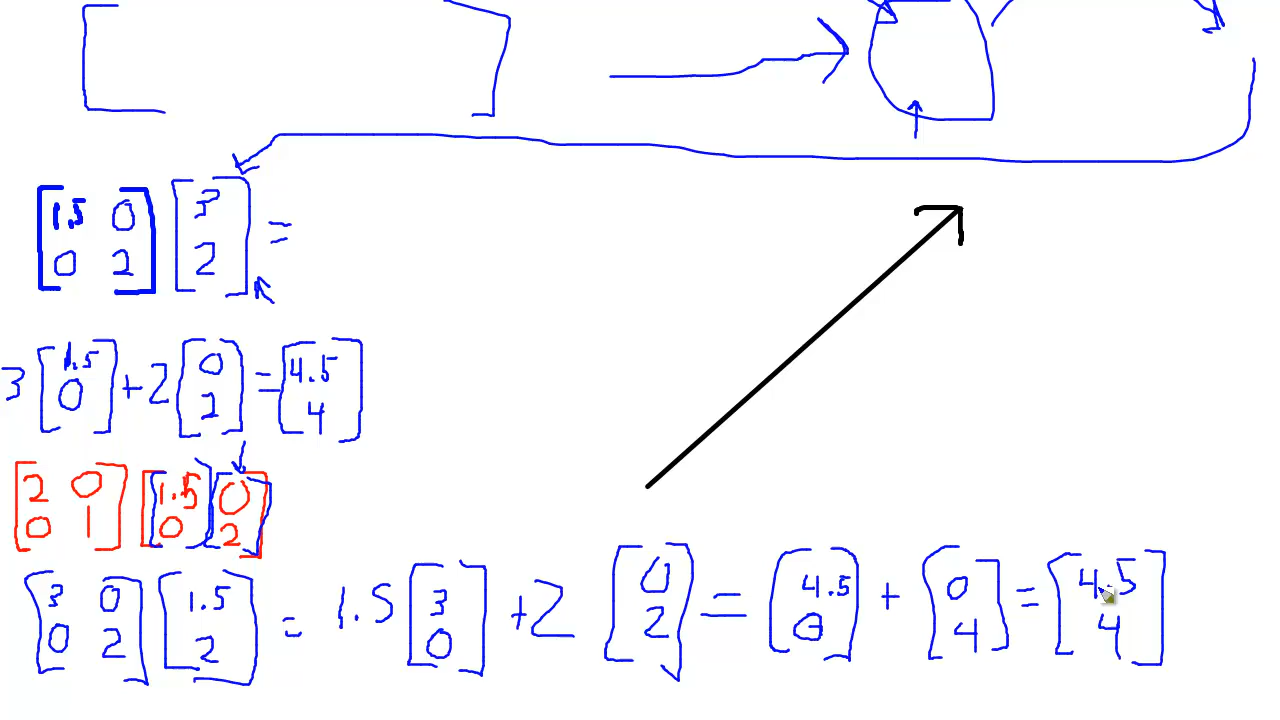 [1.5 0] [3] =
[0 2] [2]
3 [1.5] + 2 [0] = [4.5]
[0] [2] [4]
[2 0] [1.5] [0]
[0 1] [0] [2]
[3 0] [1.5] = 1.5 [3] + 2 [0] = [4.5] + [0] = [4.5]
[0 2] [2] [0] [2] [0] [4] [4]